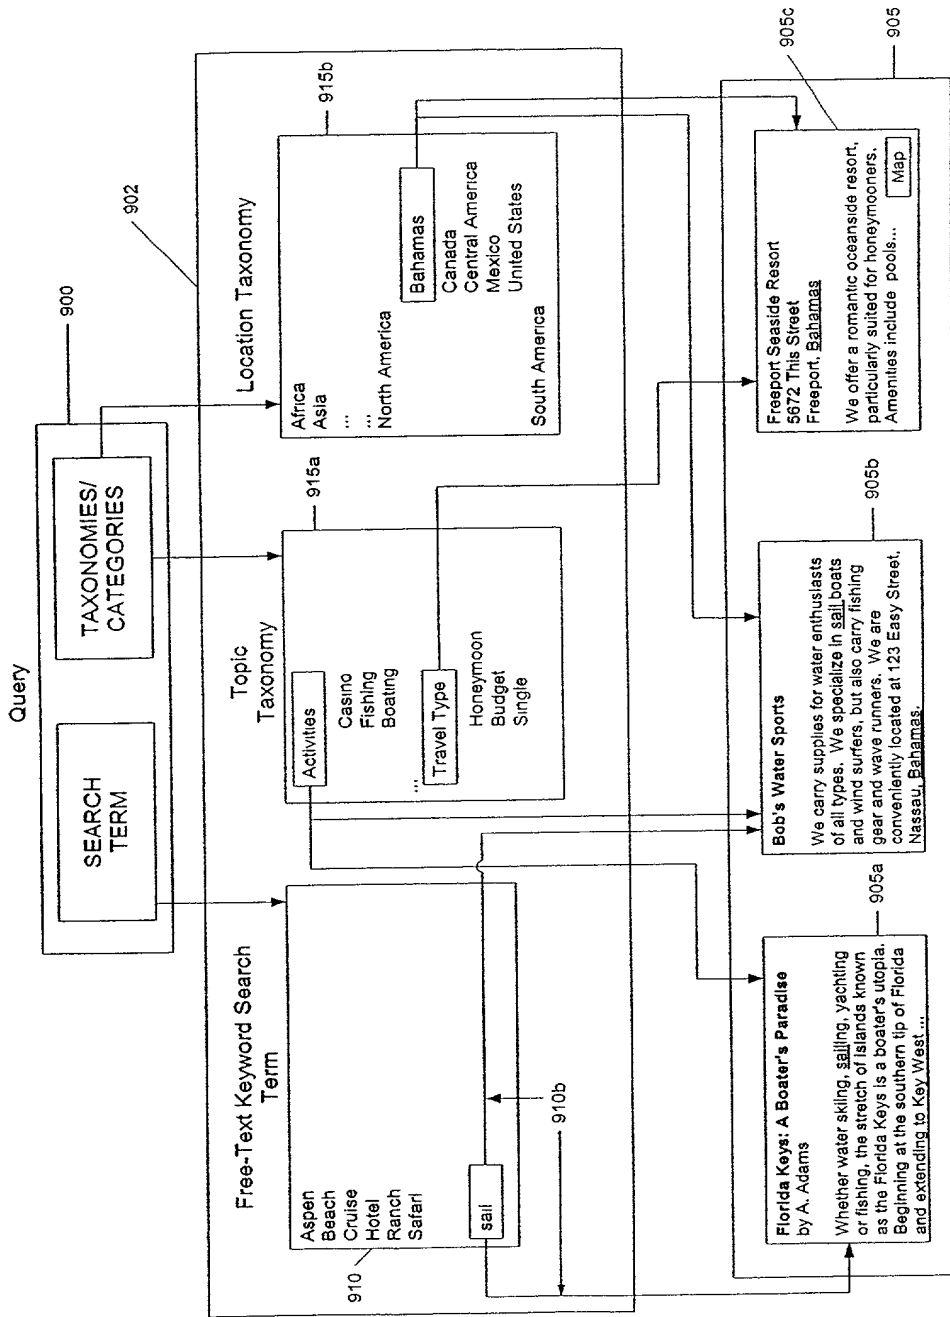 Query
900
SEARCH
TERM
TAXONOMIES/
CATEGORIES
902
Free-Text Keyword Search
Term
910
Aspen
Beach
Cruise
Hotel
Ranch
Safari
sail
910b
Topic
Taxonomy
915a
Activities
Casino
Fishing
Boating
...
Travel Type
Honeymoon
Budget
Single
Location Taxonomy
915b
Africa
Asia
...
...
North America
Bahamas
Canada
Central America
Mexico
United States
South America
905
905a
Florida Keys: A Boater's Paradise
by A. Adams
Whether water skiing, sailing, yachting
or fishing, the stretch of islands known
as the Florida Keys is a boater's utopia.
Beginning at the southern tip of Florida
and extending to Key West ...
905b
Bob's Water Sports
We carry supplies for water enthusiasts
of all types. We specialize in sail boats
and wind surfers, but also carry fishing
gear and wave runners. We are
conveniently located at 123 Easy Street,
Nassau, Bahamas.
905c
Freeport Seaside Resort
5672 This Street
Freeport, Bahamas
We offer a romantic oceanside resort,
particularly suited for honeymooners.
Amenities include pools...
Map